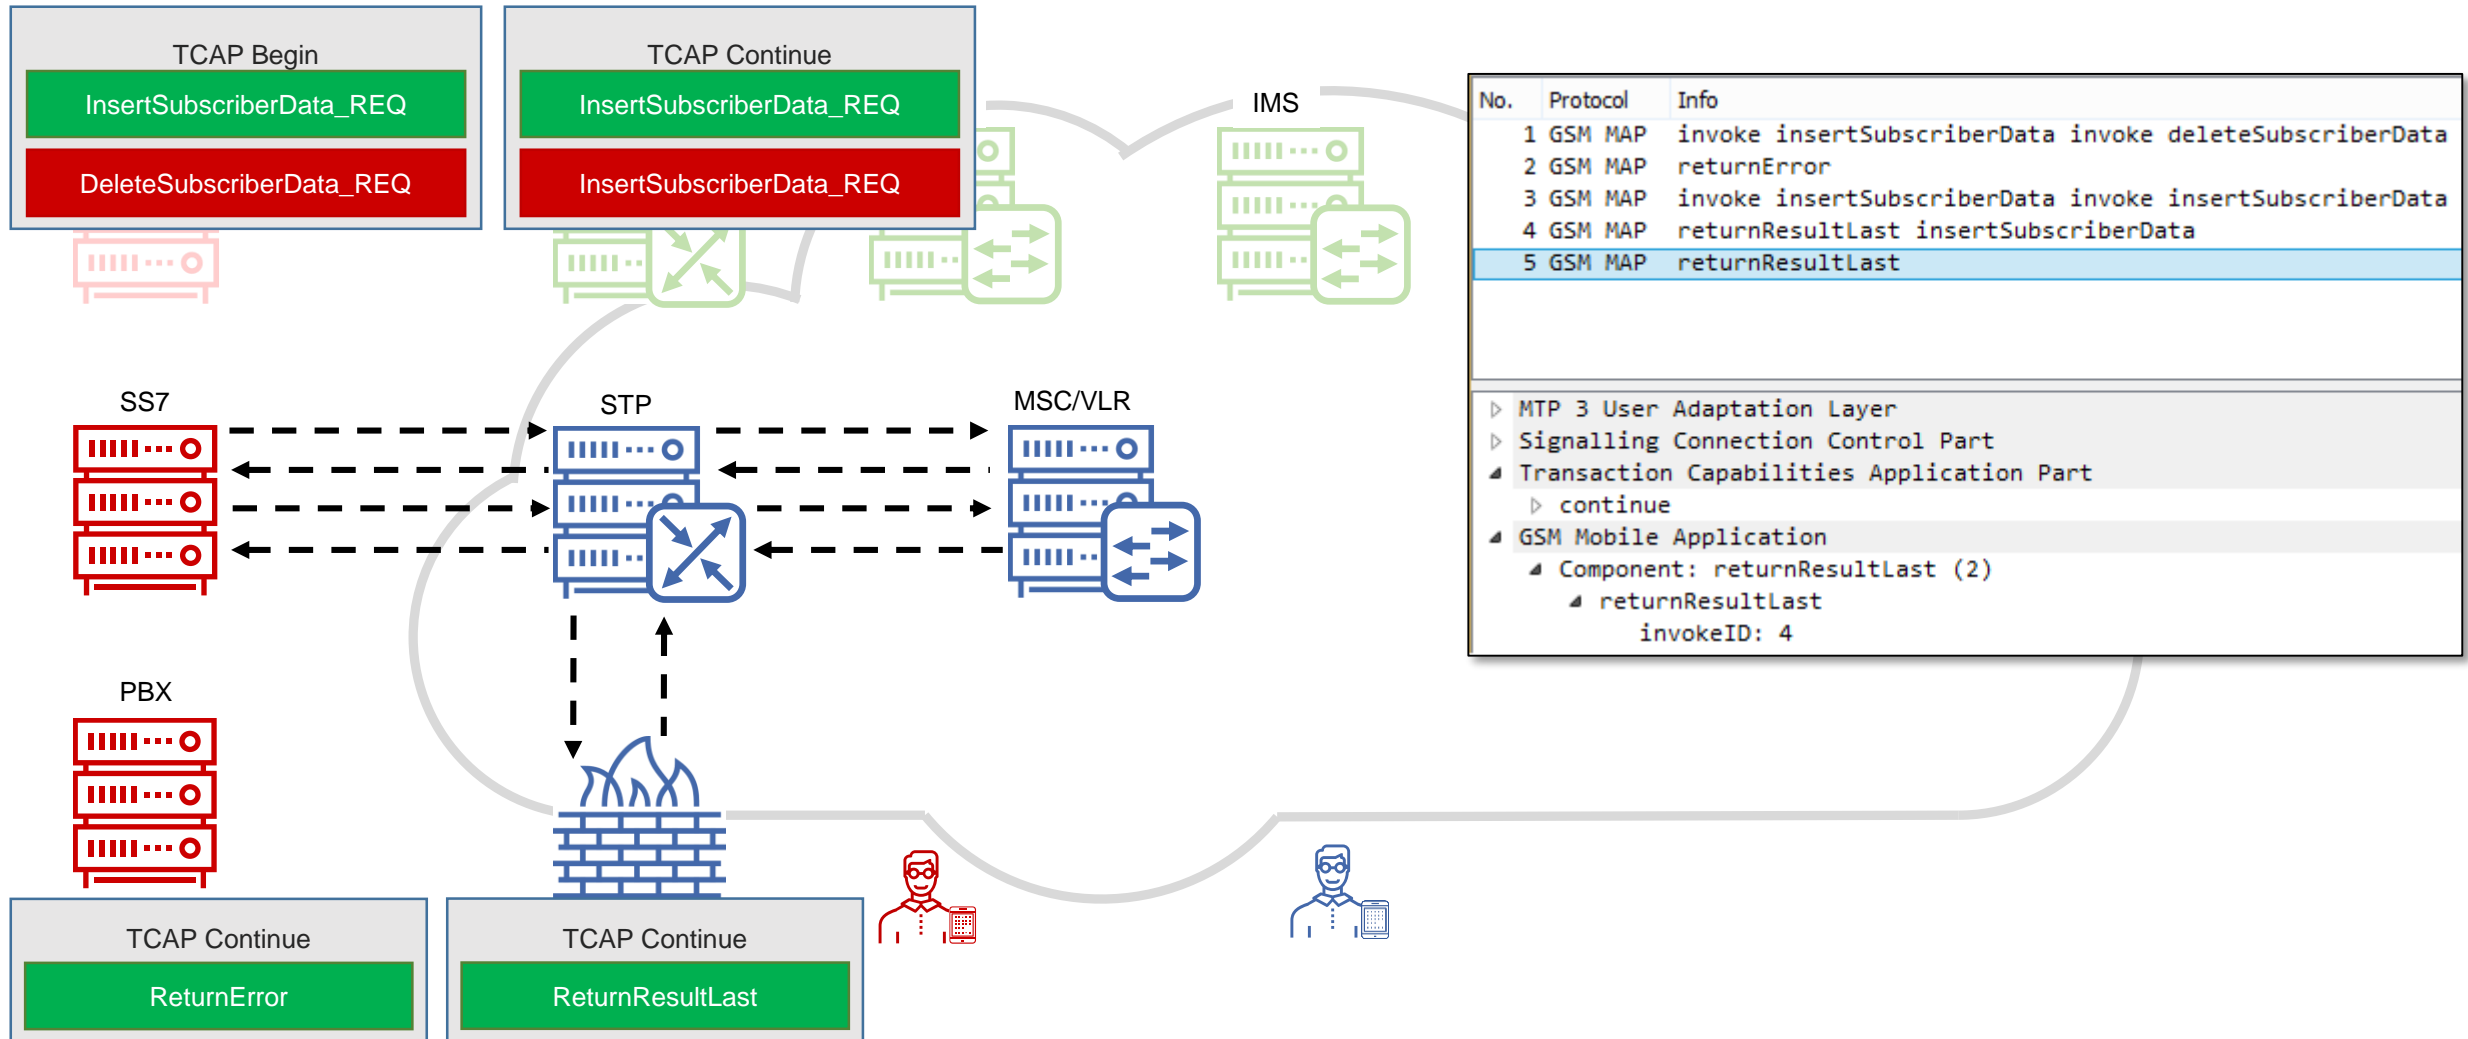 TCAP Begin
InsertSubscriberData_REQ
DeleteSubscriberData_REQ
TCAP Continue
InsertSubscriberData_REQ
InsertSubscriberData_REQ
IMS
No. Protocol Info
1 GSM MAP invoke insertSubscriberData invoke deleteSubscriberData
2 GSM MAP returnError
3 GSM MAP invoke insertSubscriberData invoke insertSubscriberData
4 GSM MAP returnResultLast insertSubscriberData
5 GSM MAP returnResultLast
MTP 3 User Adaptation Layer
Signalling Connection Control Part
Transaction Capabilities Application Part
continue
GSM Mobile Application
Component: returnResultLast (2)
returnResultLast
invokeID: 4
SS7
STP
MSC/VLR
PBX
TCAP Continue
ReturnError
TCAP Continue
ReturnResultLast